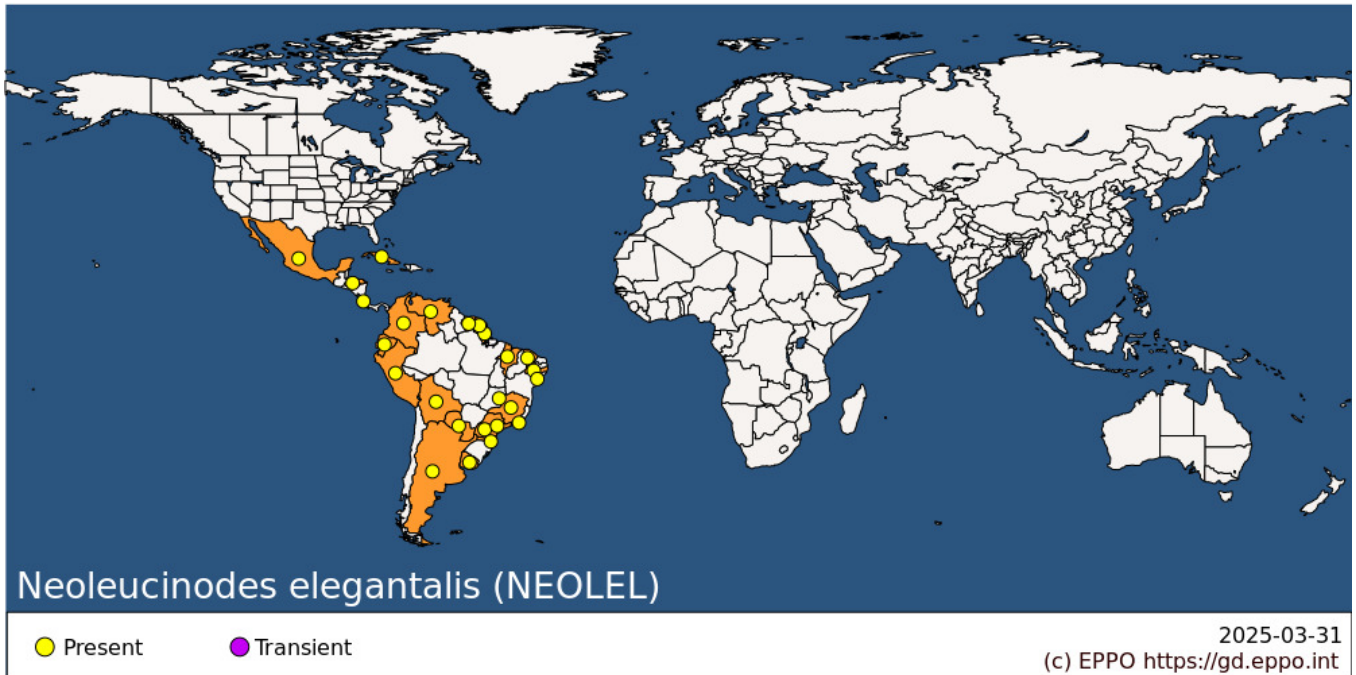 Neoleucinodes elegantalis (NEOLEL)
Present
Transient
2025-03-31
(c) EPPO https://gd.eppo.int